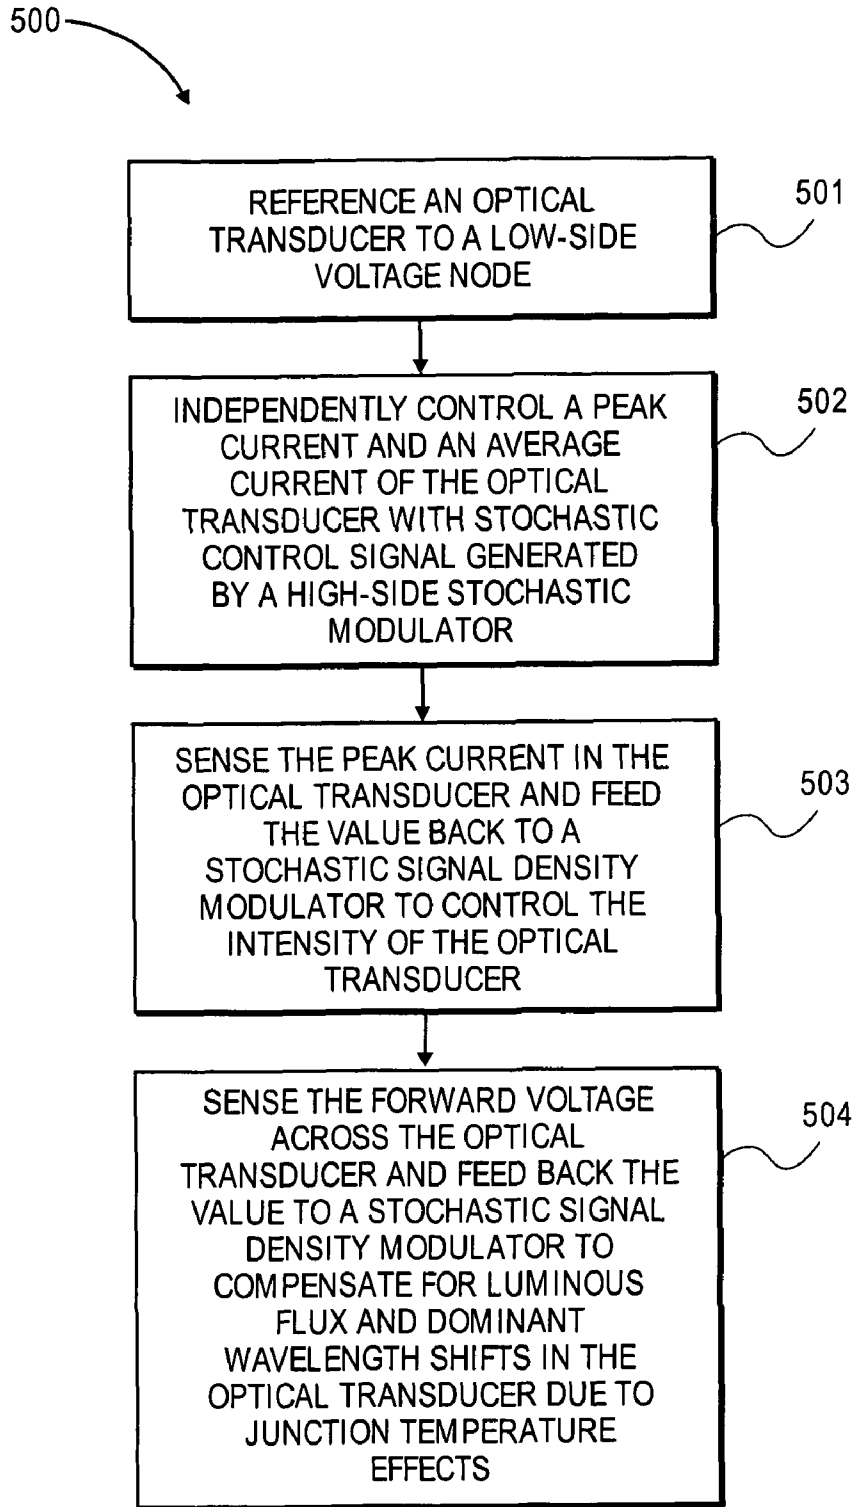 500
REFERENCE AN OPTICAL
TRANSDUCER TO A LOW-SIDE
VOLTAGE NODE
501
INDEPENDENTLY CONTROL A PEAK
CURRENT AND AN AVERAGE
CURRENT OF THE OPTICAL
TRANSDUCER WITH STOCHASTIC
CONTROL SIGNAL GENERATED
BY A HIGH-SIDE STOCHASTIC
MODULATOR
502
SENSE THE PEAK CURRENT IN THE
OPTICAL TRANSDUCER AND FEED
THE VALUE BACK TO A
STOCHASTIC SIGNAL DENSITY
MODULATOR TO CONTROL THE
INTENSITY OF THE OPTICAL
TRANSDUCER
503
SENSE THE FORWARD VOLTAGE
ACROSS THE OPTICAL
TRANSDUCER AND FEED BACK THE
VALUE TO A STOCHASTIC SIGNAL
DENSITY MODULATOR TO
COMPENSATE FOR LUMINOUS
FLUX AND DOMINANT
WAVELENGTH SHIFTS IN THE
OPTICAL TRANSDUCER DUE TO
JUNCTION TEMPERATURE
EFFECTS
504